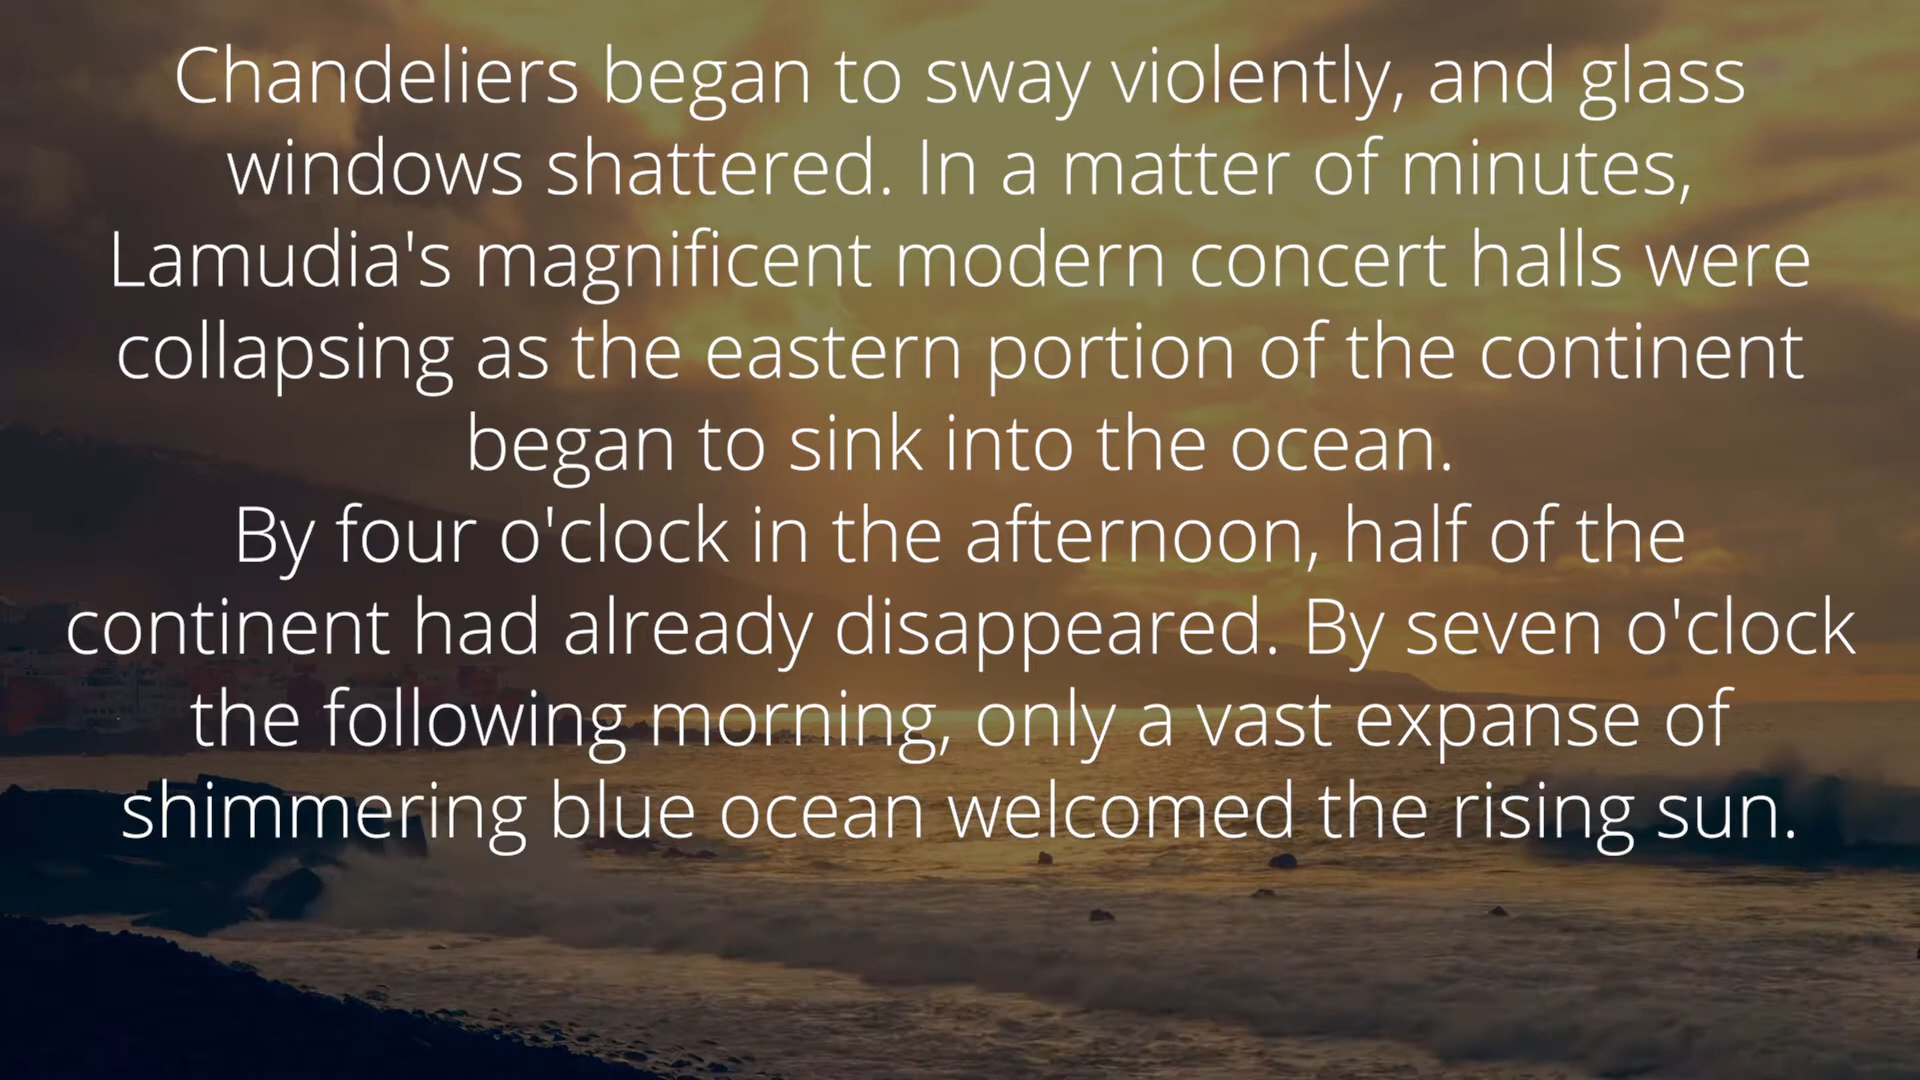 Chandeliers began to sway violently, and glass
windows shattered. In a matter of minutes,
Lamudia's magnificent modern concert halls were
collapsing as the eastern portion of the continent
began to sink into the ocean.
By four o'clock in the afternoon, half of the
continent had already disappeared. By seven o'clock
the following morning, only a vast expanse of
shimmering blue ocean welcomed the rising sun.